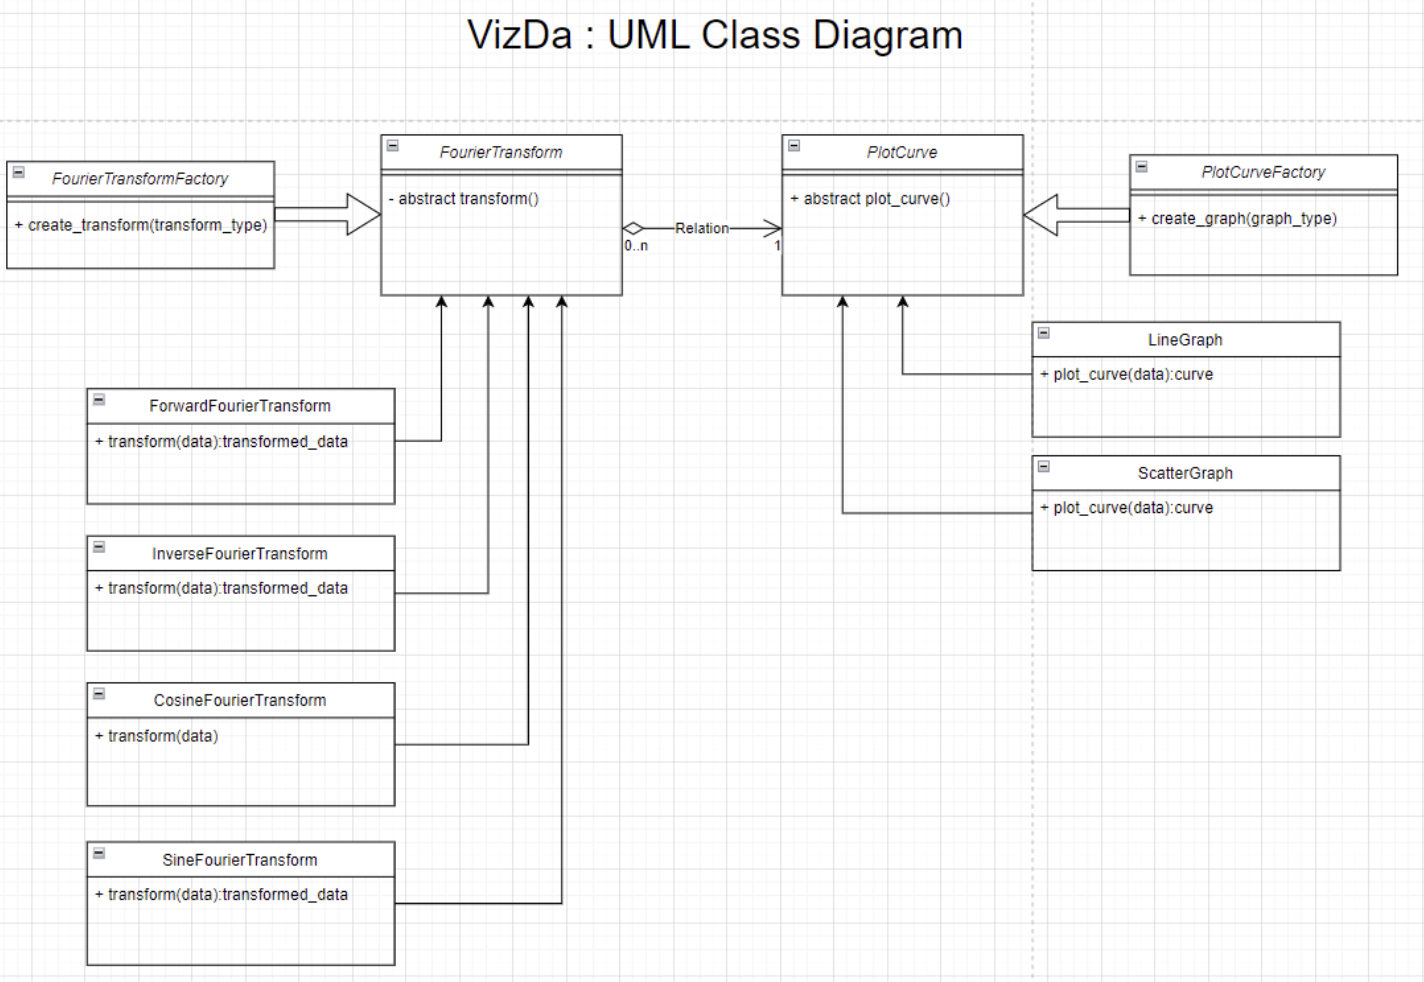 VizDa : UML Class Diagram
FourierTransformFactory
+ create_transform(transform_type)
FourierTransform
- abstract transform()
0..n
Relation
1
PlotCurve
+ abstract plot_curve()
PlotCurveFactory
+ create_graph(graph_type)
LineGraph
+ plot_curve(data):curve
ScatterGraph
+ plot_curve(data):curve
ForwardFourierTransform
+ transform(data):transformed_data
InverseFourierTransform
+ transform(data):transformed_data
CosineFourierTransform
+ transform(data)
SineFourierTransform
+ transform(data):transformed_data